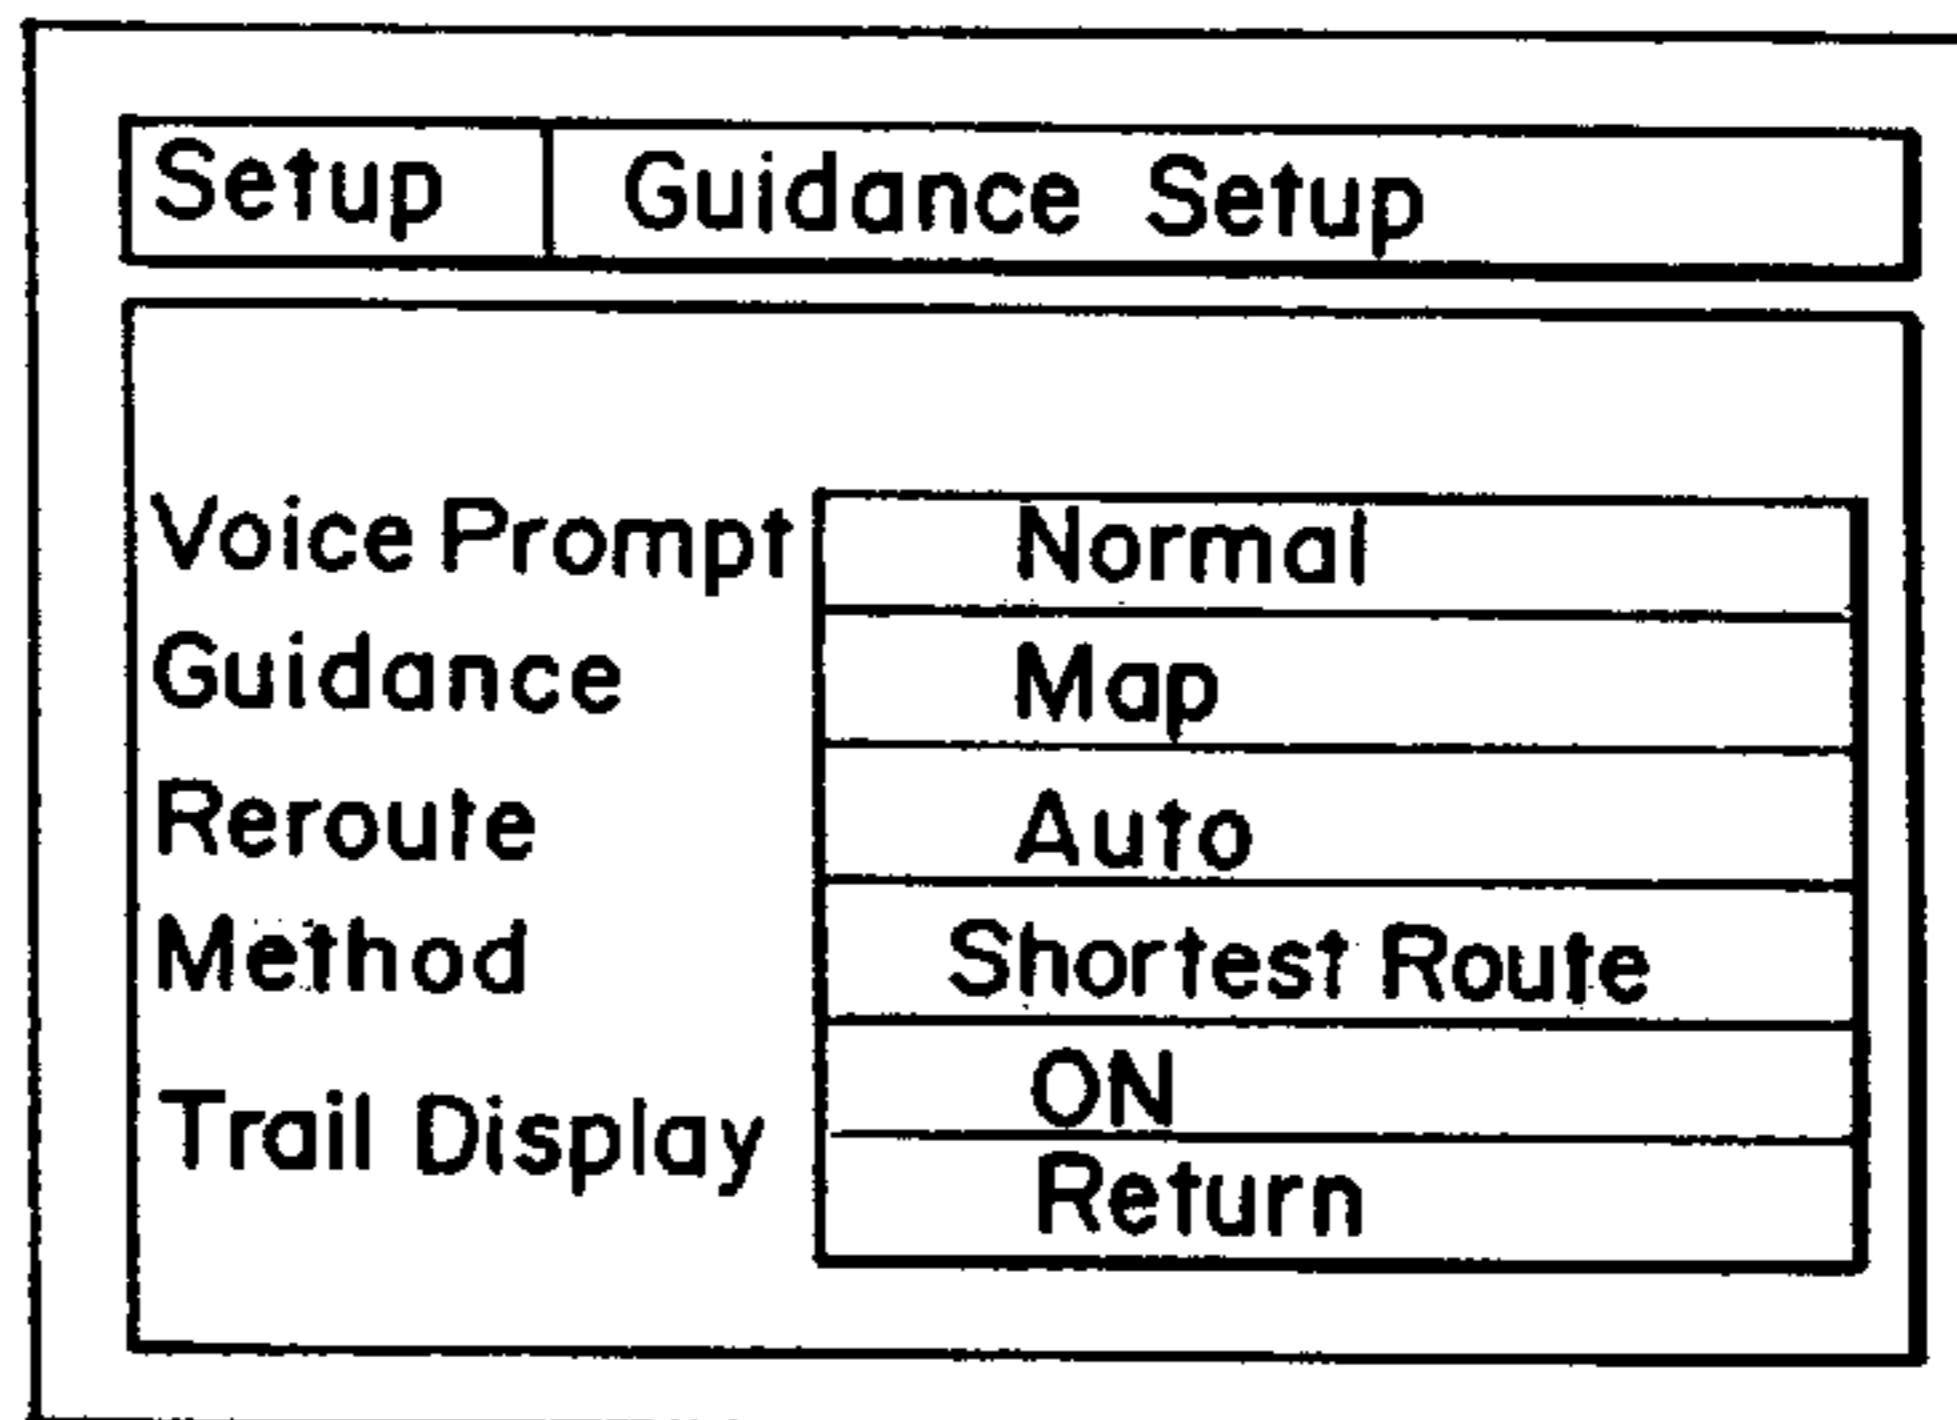 Setup Guidance Setup
Voice Prompt Normal
Guidance Map
Reroute Auto
Method Shortest Route
Trail Display ON
Return